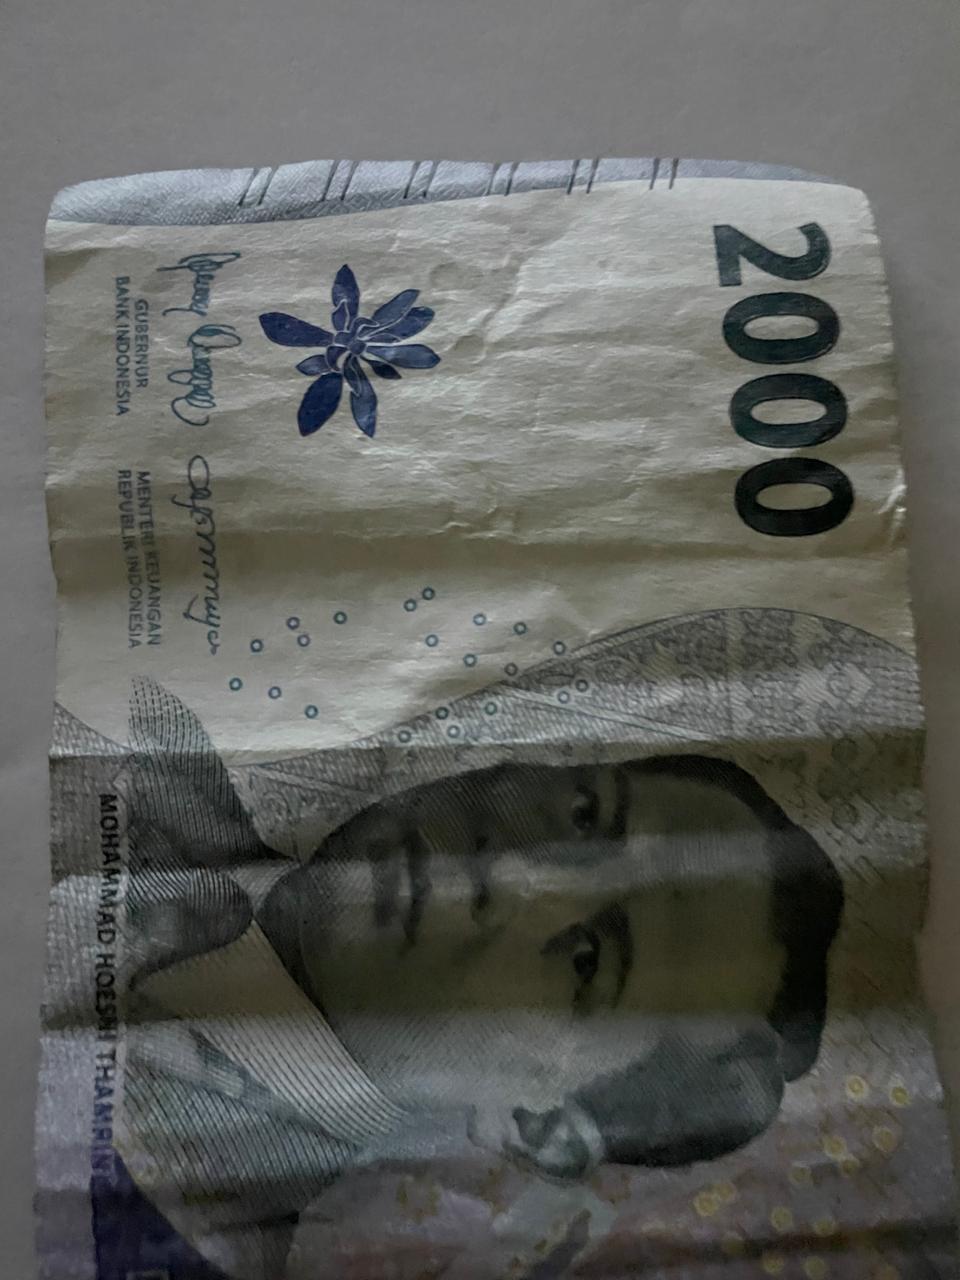 2000
GUBERNUR
BANK INDONESIA
MENTERI KEUANGAN
REPUBLIK INDONESIA
MOHAMMAD HOESNI THAMRIN